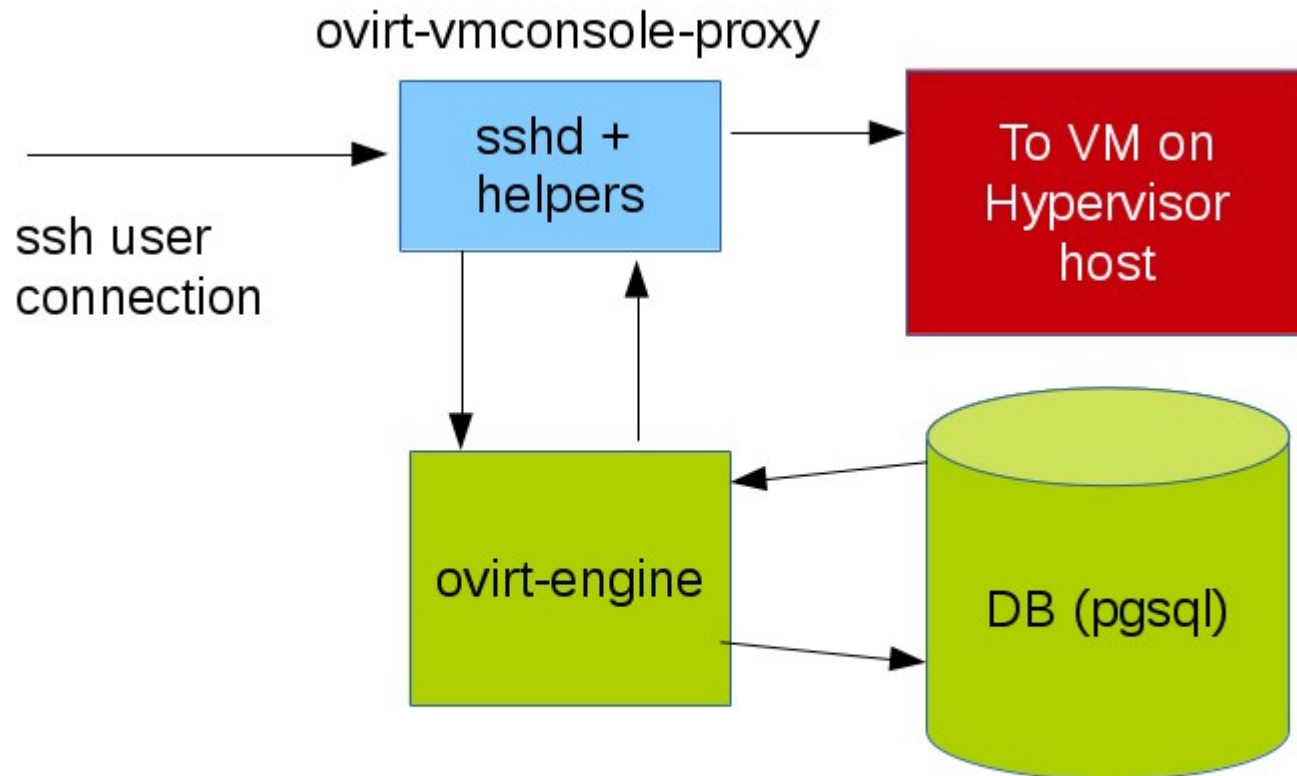 ovirt-vmconsole-proxy
sshd +
helpers
To VM on
Hypervisor
host
ssh user
connection
ovirt-engine
DB (pgsql)